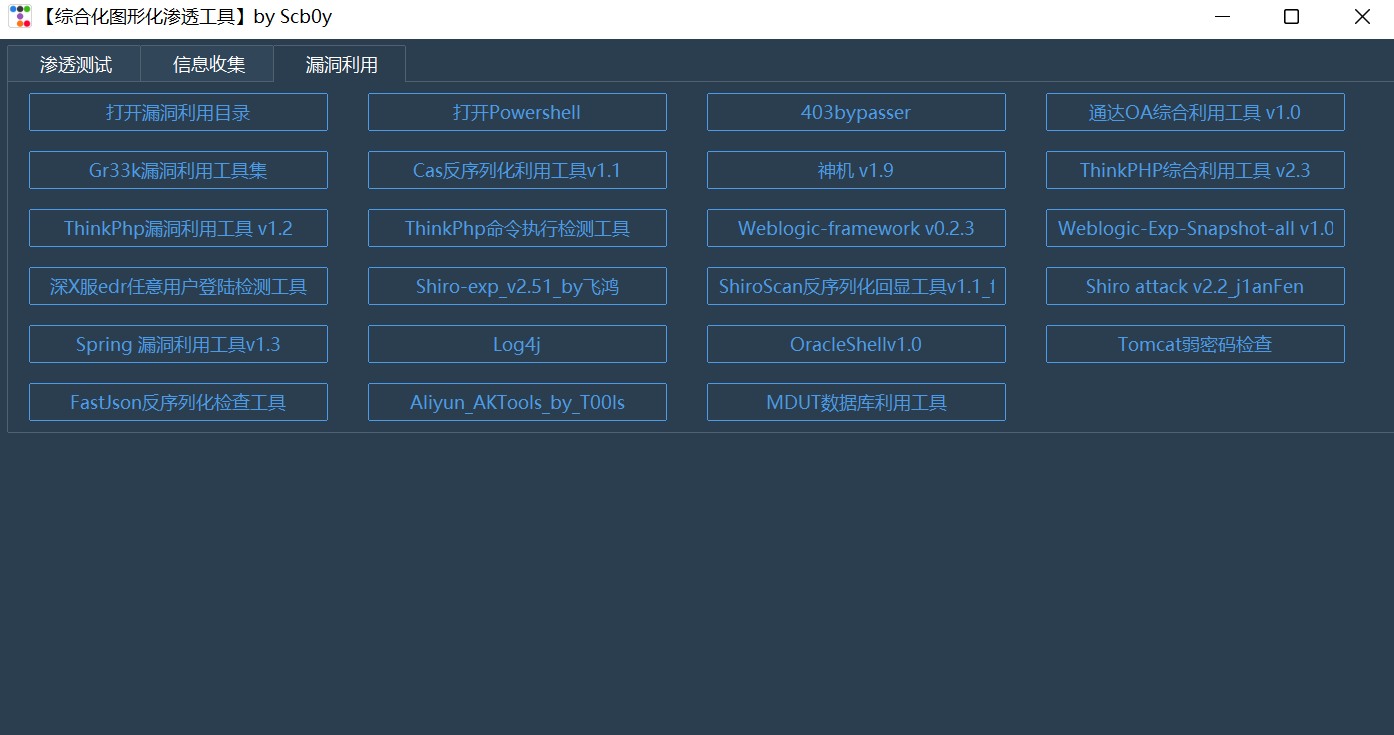 【综合化图形化渗透工具】by Scb0y
渗透测试 信息收集 漏洞利用
打开漏洞利用目录 打开Powershell 403bypasser 通达OA综合利用工具 v1.0
Gr33k漏洞利用工具集 Cas反序列化利用工具v1.1 神机 v1.9 ThinkPHP综合利用工具 v2.3
ThinkPhp漏洞利用工具 v1.2 ThinkPhp命令执行检测工具 Weblogic-framework v0.2.3 Weblogic-Exp-Snapshot-all v1.0
深X服edr任意用户登陆检测工具 Shiro-exp_v2.51_by飞鸿 ShiroScan反序列化回显工具v1.1_f Shiro attack v2.2_j1anFen
Spring 漏洞利用工具v1.3 Log4j OracleShellv1.0 Tomcat弱密码检查
FastJson反序列化检查工具 Aliyun_AKTools_by_T00ls MDUT数据库利用工具